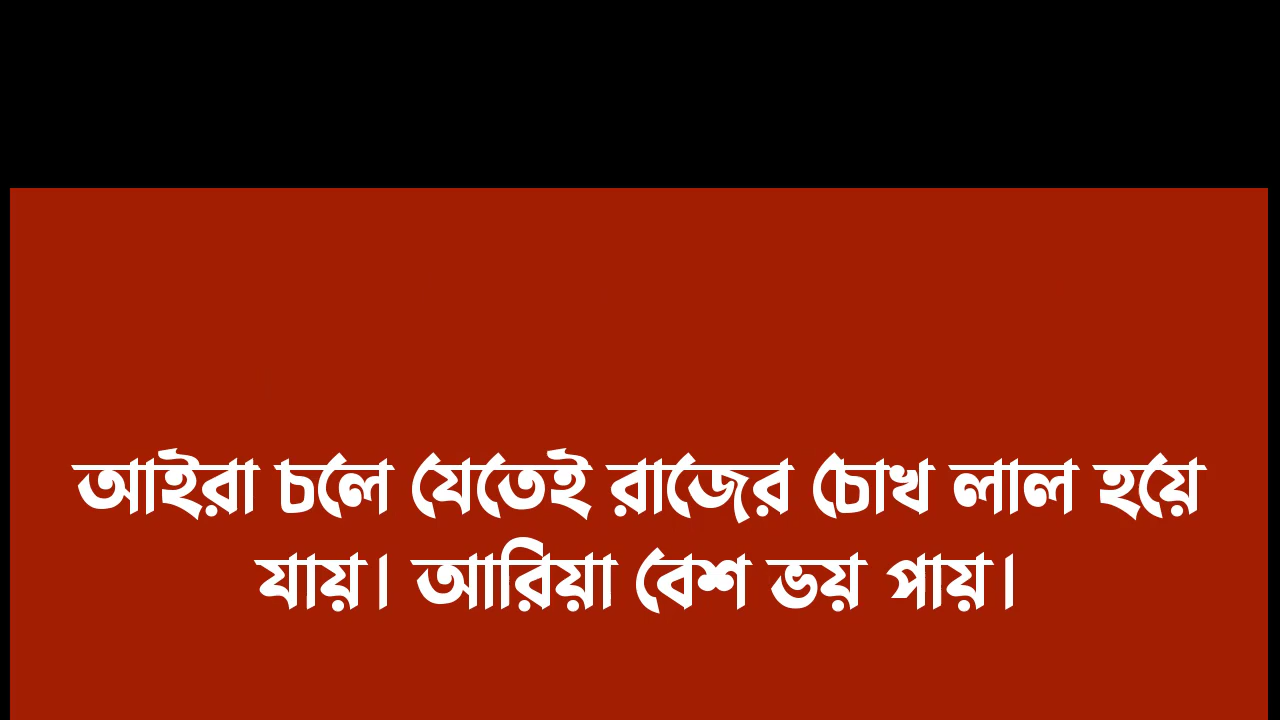 আইরা চলে যেতেই রাজের চোখ লাল হয়ে
যায়। আরিয়া বেশ ভয় পায়।